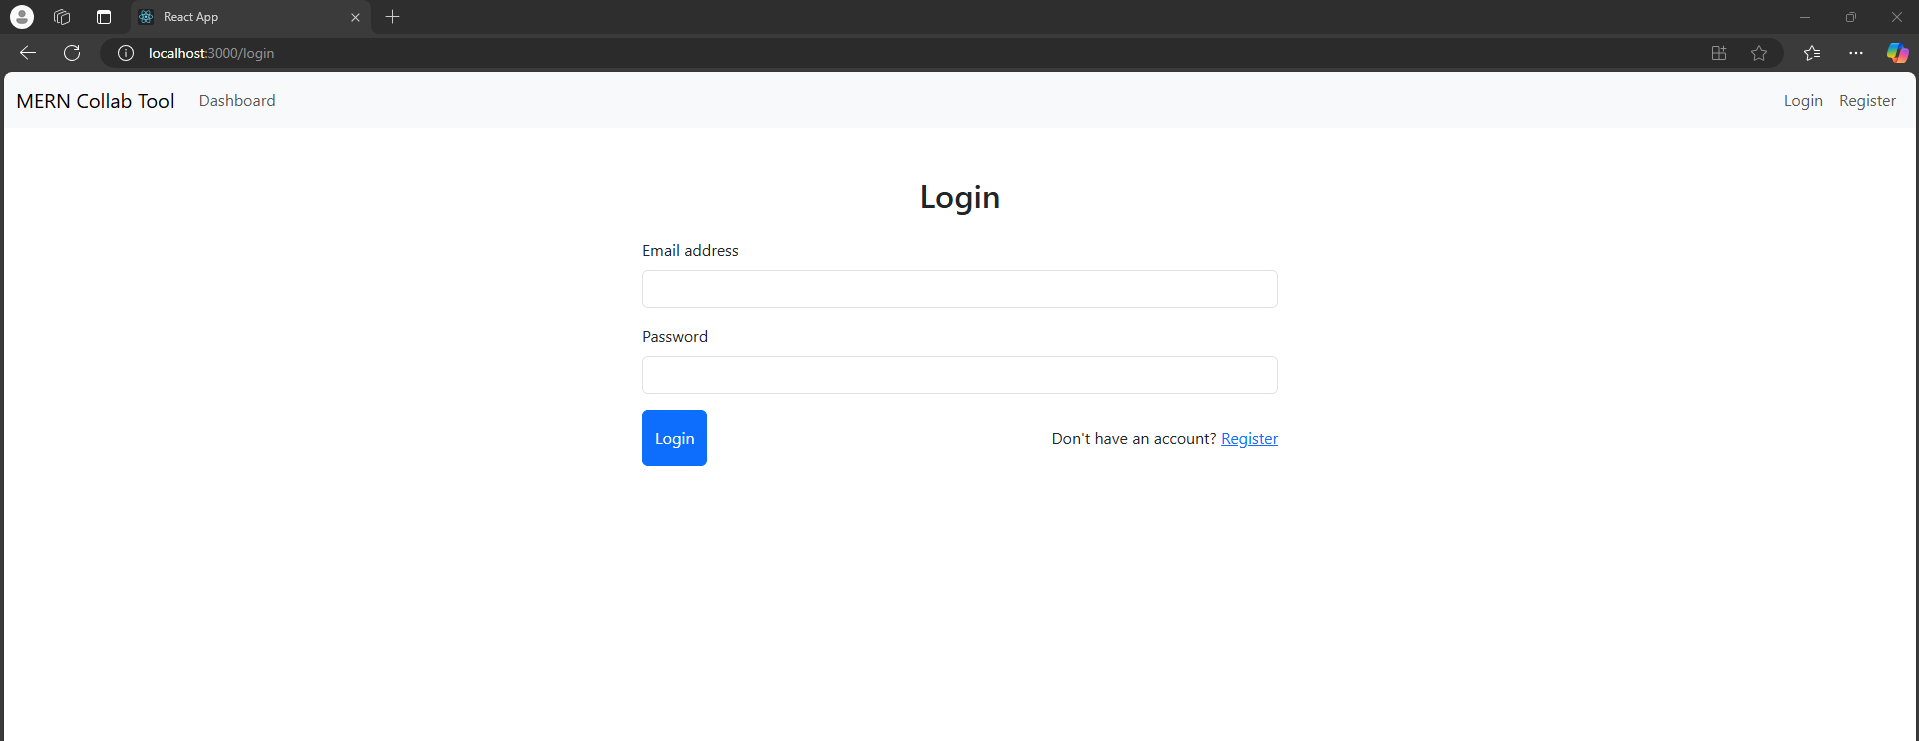 React App
localhost:3000/login
MERN Collab Tool Dashboard Login Register
Login
Email address
Password
Login Don't have an account? Register